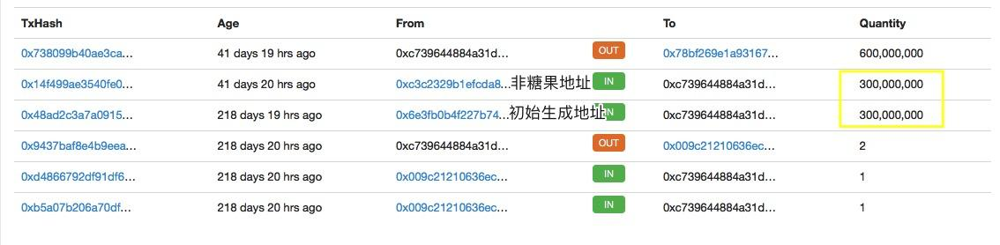 TxHash Age From To Quantity
0x738099b40ae3ca... 41 days 19 hrs ago 0xc739644884a31d... OUT 0x78bf269e1a93167... 600,000,000
0x14f499ae3540fe0... 41 days 20 hrs ago 0xc3c2329b1efcda8... 非糖果地址 IN 0xc739644884a31d... 300,000,000
0x48ad2c3a7a0915... 218 days 19 hrs ago 0x6e3fb0b4f227b74... 初始生成地址 IN 0xc739644884a31d... 300,000,000
0x9437baf8e4b9eea... 218 days 20 hrs ago 0xc739644884a31d... OUT 0x009c21210636ec... 2
0xd4866792df91df6... 218 days 20 hrs ago 0x009c21210636ec... IN 0xc739644884a31d... 1
0xb5a07b206a70df... 218 days 20 hrs ago 0x009c21210636ec... IN 0xc739644884a31d... 1